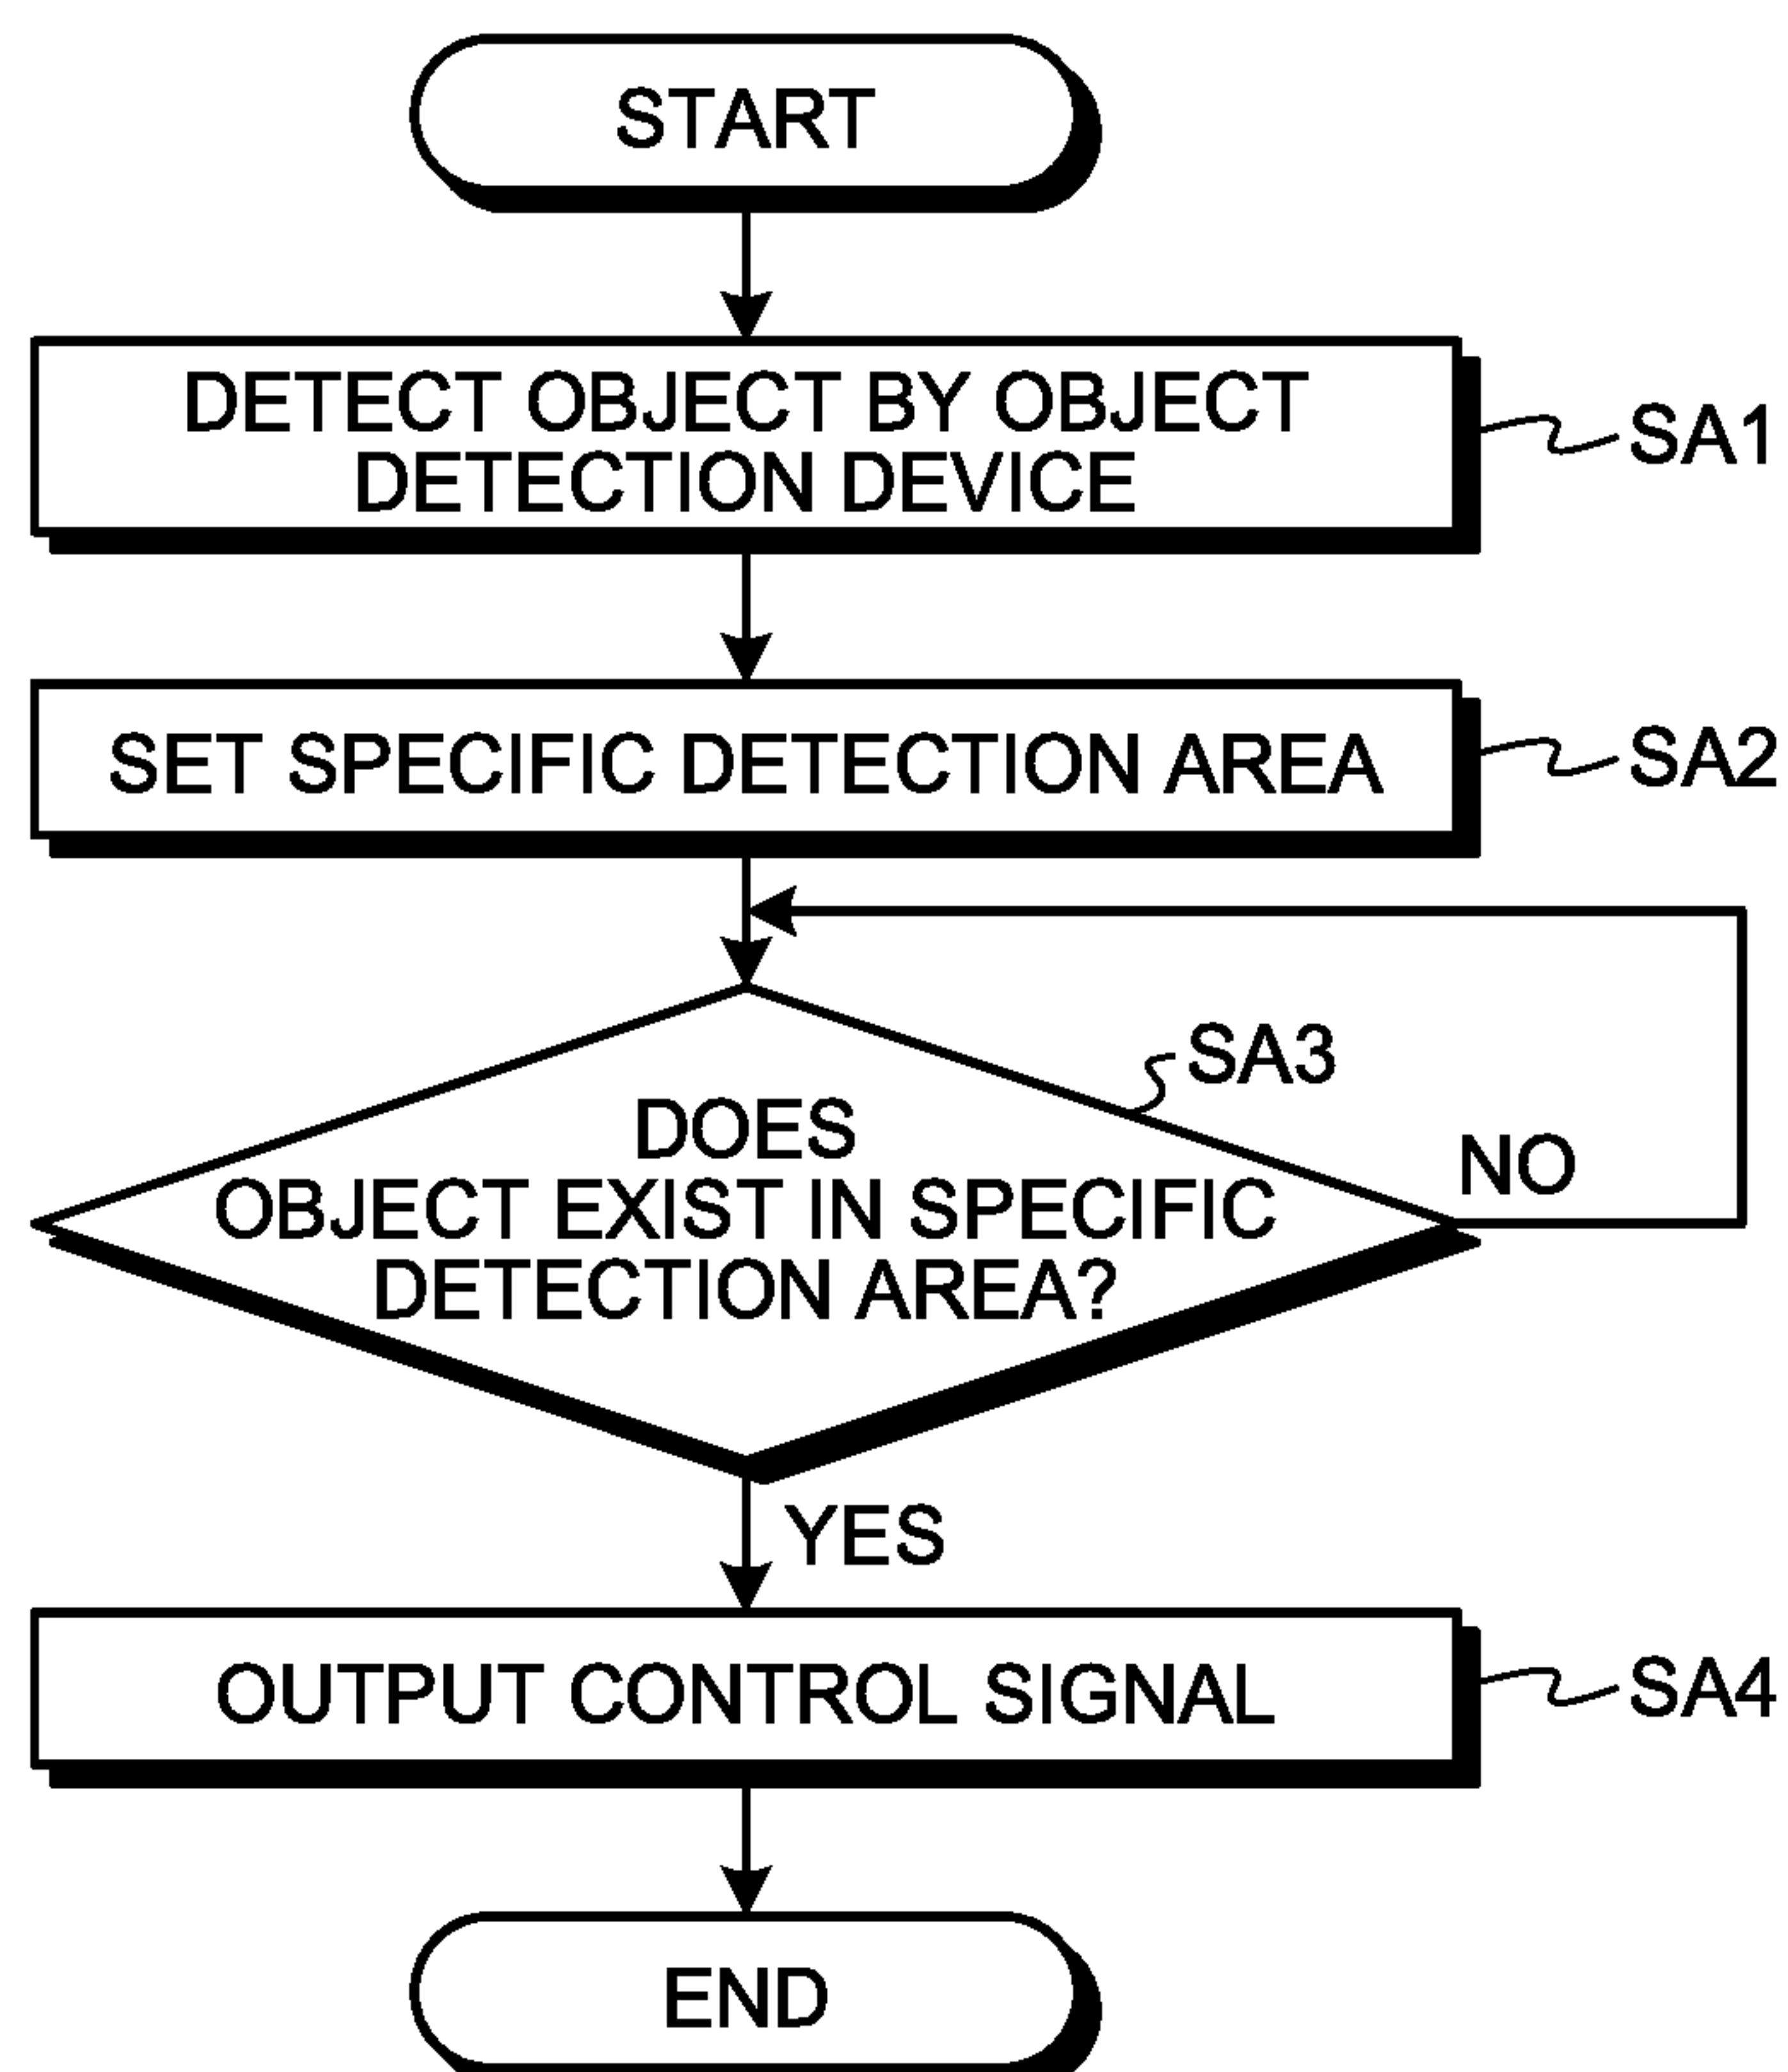 START
DETECT OBJECT BY OBJECT
DETECTION DEVICE
SA1
SET SPECIFIC DETECTION AREA
SA2
SA3
DOES
OBJECT EXIST IN SPECIFIC
DETECTION AREA?
NO
YES
OUTPUT CONTROL SIGNAL
SA4
END